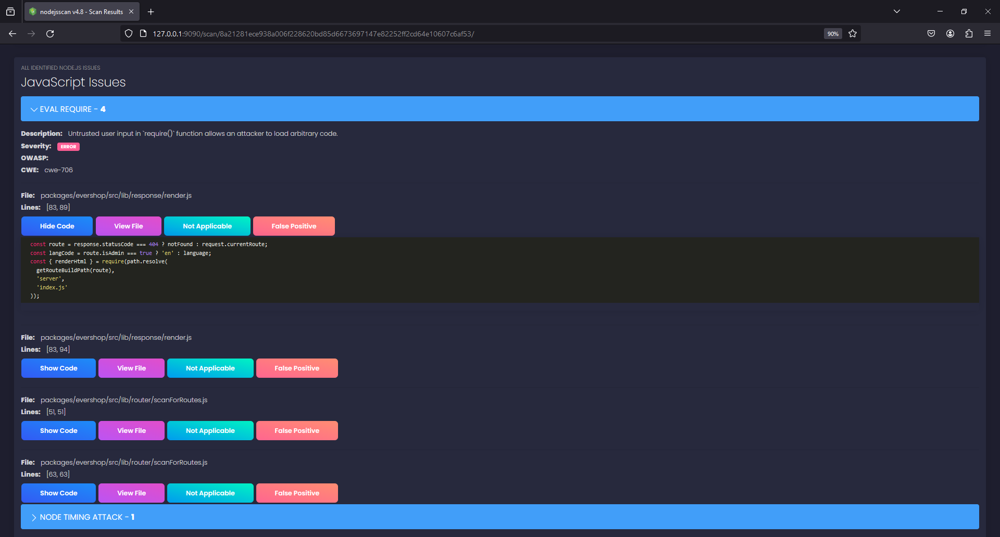 nodejsscan v4.8 - Scan Results
127.0.0.1:9090/scan/8a21281ece938a006f228620bd85d6673697147e82252ff2cd64e10607c6af53/
90%
ALL IDENTIFIED NODE.JS ISSUES
JavaScript Issues
EVAL REQUIRE - 4
Description: Untrusted user input in `require()` function allows an attacker to load arbitrary code.
Severity: ERROR
OWASP:
CWE: cwe-706
File: packages/evershop/src/lib/response/render.js
Lines: [83, 89]
Hide Code View File Not Applicable False Positive
const route = response.statusCode === 404 ? notFound : request.currentRoute;
const langCode = route.isAdmin === true ? 'en' : language;
const { renderHtml } = require(path.resolve(
getRouteBuildPath(route),
'server',
'index.js'
));
File: packages/evershop/src/lib/response/render.js
Lines: [83, 94]
Show Code View File Not Applicable False Positive
File: packages/evershop/src/lib/router/scanForRoutes.js
Lines: [51, 51]
Show Code View File Not Applicable False Positive
File: packages/evershop/src/lib/router/scanForRoutes.js
Lines: [63, 63]
Show Code View File Not Applicable False Positive
NODE TIMING ATTACK - 1